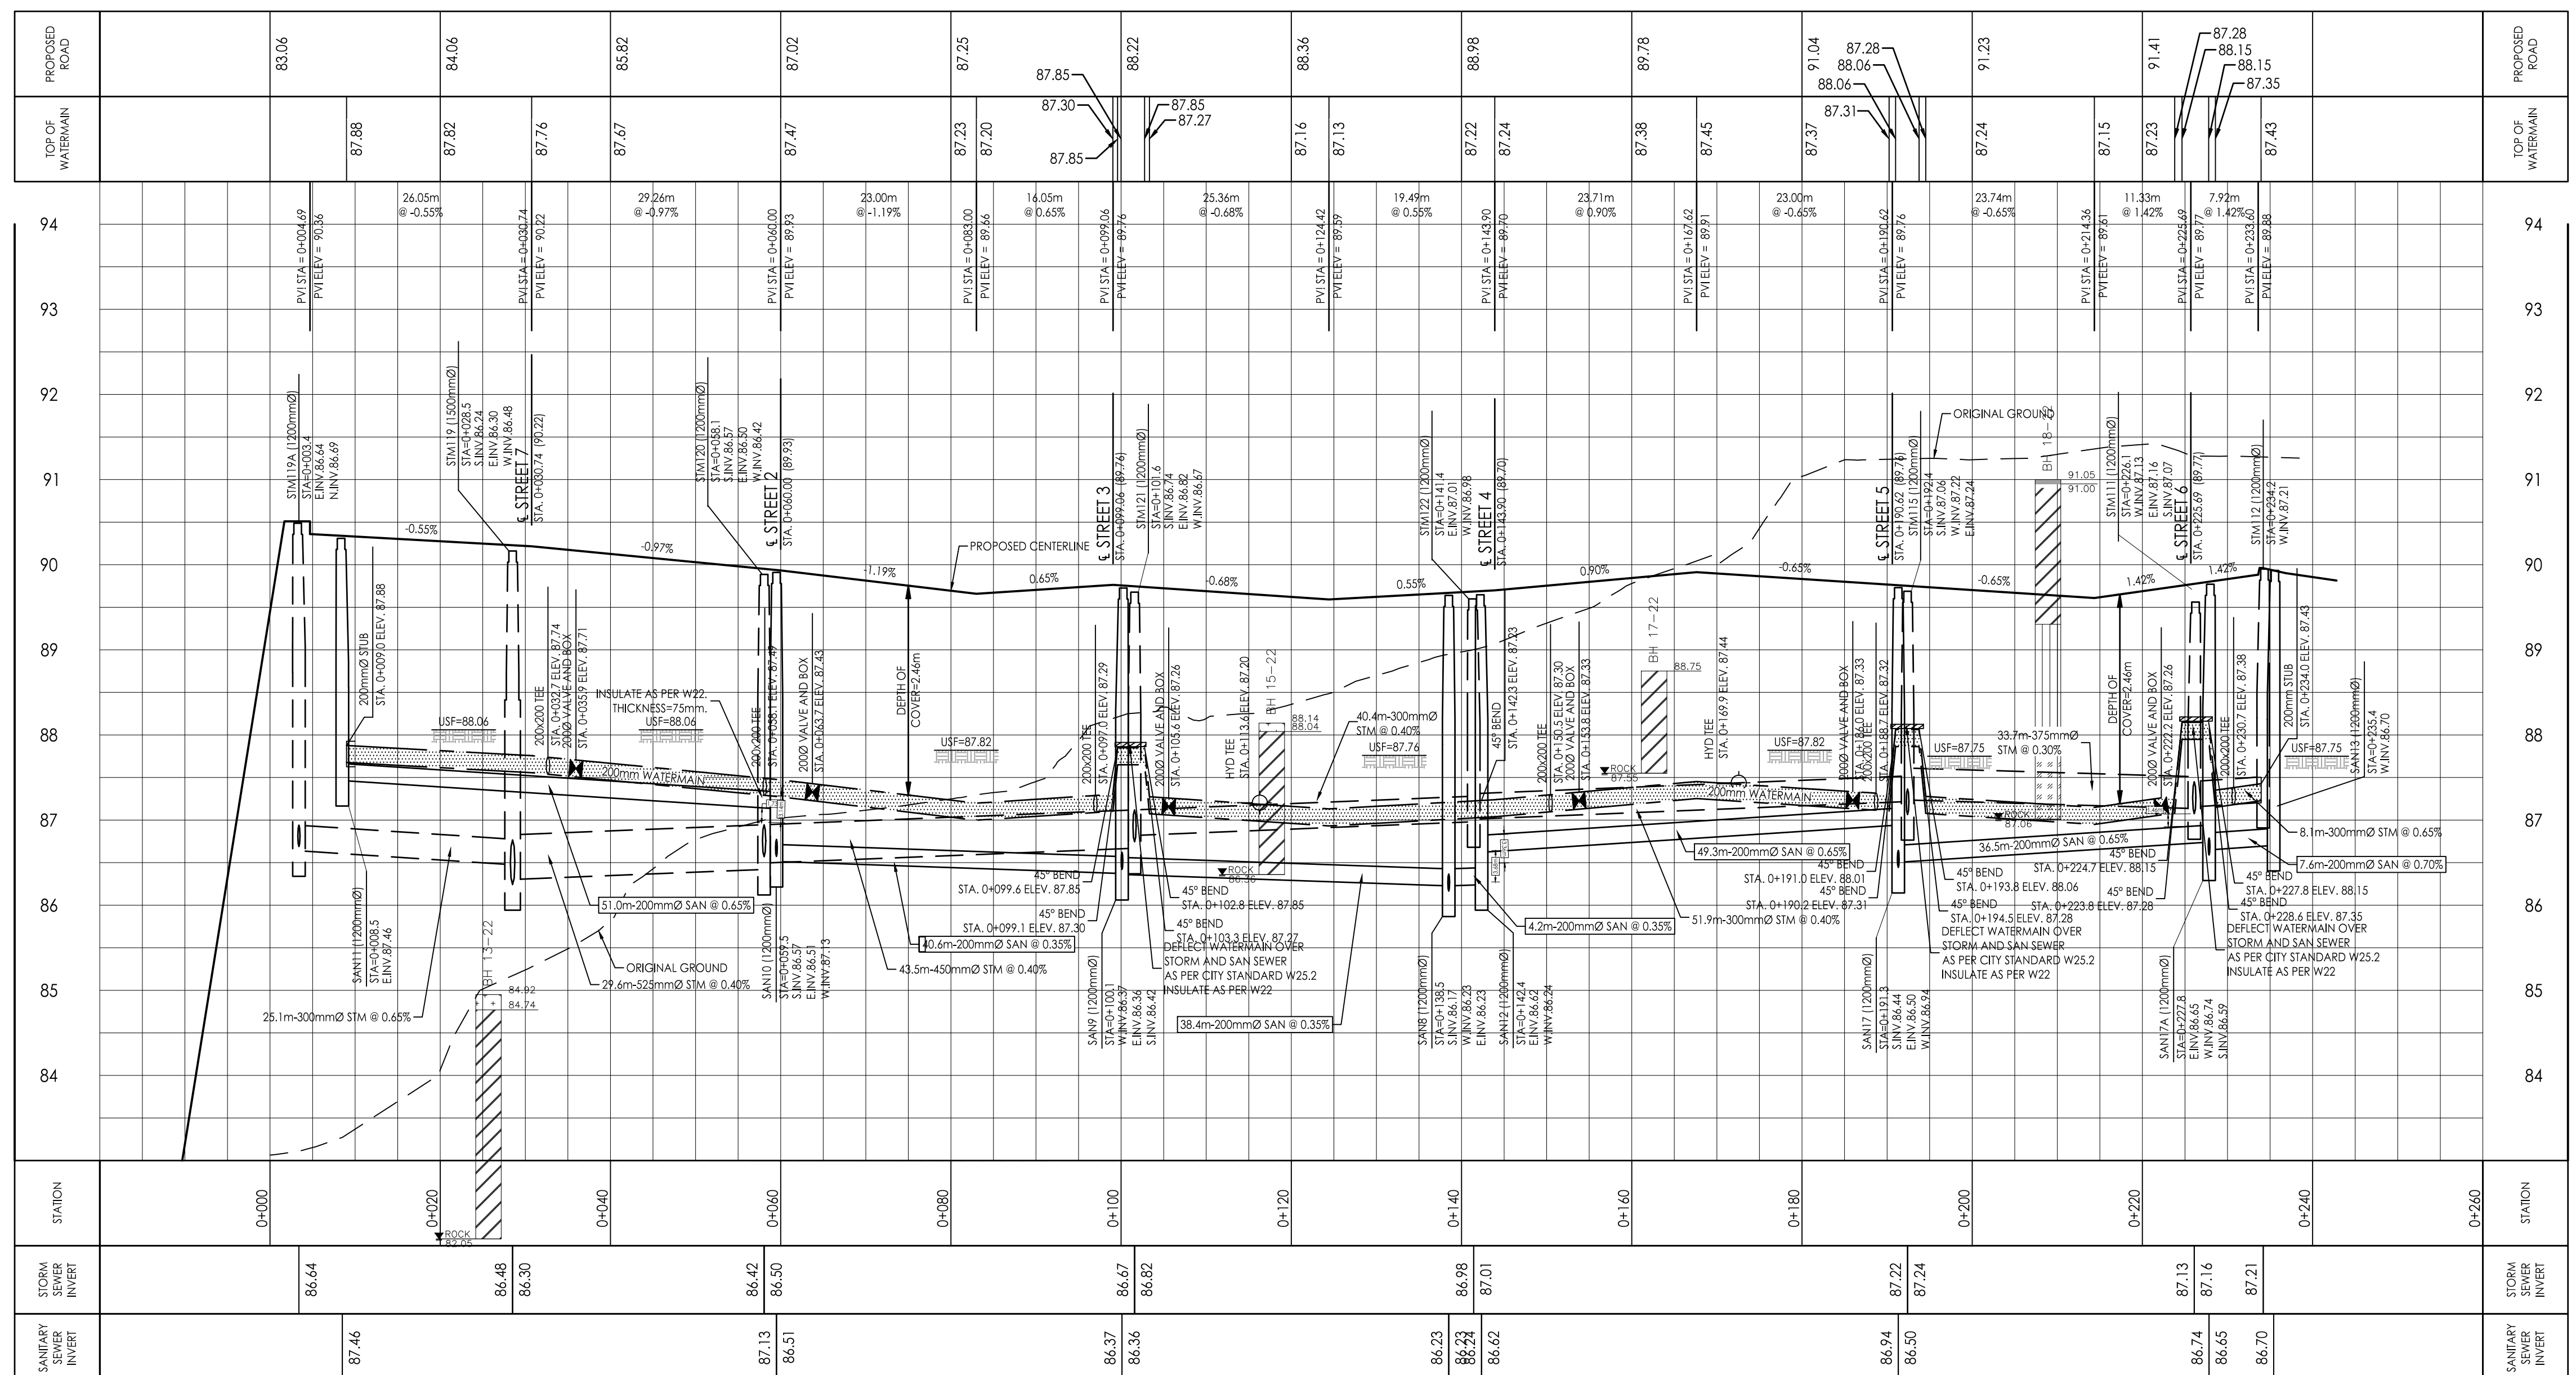 PROPOSED
ROAD
83.06
84.06
85.82
87.02
87.25
88.22
88.36
88.98
89.78
91.04
91.23
91.41
PROPOSED
ROAD
TOP OF
WATERMAIN
87.88
87.82
87.76
87.67
87.47
87.23
87.20
87.85
87.30
87.85
87.85
87.27
87.16
87.13
87.22
87.24
87.38
87.45
87.37
87.28
88.06
88.06
87.31
87.24
87.15
87.23
87.28
88.15
88.15
87.35
87.43
TOP OF
WATERMAIN
26.05m
@ -0.55%
29.26m
@ -0.97%
23.00m
@ -1.19%
16.05m
@ 0.65%
25.36m
@ -0.68%
19.49m
@ 0.55%
23.71m
@ 0.90%
23.00m
@ -0.65%
23.74m
@ -0.65%
11.33m
@ 1.42%
7.92m
@ 1.42%
PVI STA = 0+004.69
PVI ELEV = 90.36
PVI STA = 0+030.74
PVI ELEV = 90.22
PVI STA = 0+060.00
PVI ELEV = 89.93
PVI STA = 0+083.00
PVI ELEV = 89.66
PVI STA = 0+099.06
PVI ELEV = 89.76
PVI STA = 0+124.42
PVI ELEV = 89.59
PVI STA = 0+143.90
PVI ELEV = 89.70
PVI STA = 0+167.62
PVI ELEV = 89.91
PVI STA = 0+190.62
PVI ELEV = 89.76
PVI STA = 0+214.36
PVI ELEV = 89.61
PVI STA = 0+225.69
PVI ELEV = 89.77
PVI STA = 0+233.60
PVI ELEV = 89.88
94
93
92
91
90
89
88
87
86
85
84
94
93
92
91
90
89
88
87
86
85
84
STM119A (1200mmØ)
STA=0+003.4
E.INV.86.64
N.INV.86.69
STM119 (1500mmØ)
STA=0+028.5
S.INV.86.24
E.INV.86.30
W.INV.86.48
℄ STREET 7
STA. 0+030.74 (90.22)
STM120 (1200mmØ)
STA=0+058.1
S.INV.86.57
E.INV.86.50
W.INV.86.42
℄ STREET 2
STA. 0+060.00 (89.93)
℄ STREET 3
STA. 0+099.06 (89.76)
STM121 (1200mmØ)
STA=0+101.6
S.INV.86.74
E.INV.86.82
W.INV.86.67
STM122 (1200mmØ)
STA=0+141.4
E.INV.87.01
W.INV.86.98
℄ STREET 4
STA. 0+143.90 (89.70)
℄ STREET 5
STA. 0+190.62 (89.76)
STM115 (1200mmØ)
STA=0+192.4
S.INV.87.06
W.INV.87.22
E.INV.87.24
ORIGINAL GROUND
BH 18-22
91.05
91.00
STM111 (1200mmØ)
STA=0+226.1
W.INV.87.13
E.INV.87.16
S.INV.87.07
℄ STREET 6
STA. 0+225.69 (89.77)
STM112 (1200mmØ)
STA=0+234.2
W.INV.87.21
-0.55%
-0.97%
-1.19%
PROPOSED CENTERLINE
0.65%
-0.68%
0.55%
0.90%
-0.65%
-0.65%
1.42%
1.42%
200mmØ STUB
STA. 0+009.0 ELEV. 87.88
USF=88.06
200x200 TEE
STA. 0+032.7 ELEV. 87.74
200Ø VALVE AND BOX
STA. 0+035.9 ELEV. 87.71
INSULATE AS PER W22.
THICKNESS=75mm.
USF=88.06
200mm WATERMAIN
200x200 TEE
STA. 0+058.1 ELEV. 87.49
200Ø VALVE AND BOX
STA. 0+063.7 ELEV. 87.43
DEPTH OF
COVER=2.46m
USF=87.82
200x200 TEE
STA. 0+097.0 ELEV. 87.29
200Ø VALVE AND BOX
STA. 0+105.6 ELEV. 87.26
HYD TEE
STA. 0+113.6 ELEV. 87.20
BH 15-22
88.14
88.04
40.4m-300mmØ
STM @ 0.40%
USF=87.76
45° BEND
STA. 0+142.3 ELEV. 87.23
200x200 TEE
STA. 0+150.5 ELEV. 87.30
200Ø VALVE AND BOX
STA. 0+153.8 ELEV. 87.33
BH 17-22
88.75
ROCK
87.55
HYD TEE
STA. 0+169.9 ELEV. 87.44
200mm WATERMAIN
USF=87.82
200Ø VALVE AND BOX
STA. 0+186.0 ELEV. 87.33
200x200 TEE
STA. 0+188.7 ELEV. 87.32
USF=87.75
33.7m-375mmØ
STM @ 0.30%
ROCK
87.06
DEPTH OF
COVER=2.46m
200Ø VALVE AND BOX
STA. 0+222.2 ELEV. 87.26
200x200 TEE
STA. 0+230.7 ELEV. 87.38
200mm STUB
STA. 0+234.0 ELEV. 87.43
USF=87.75
SAN13 (1200mmØ)
STA=0+235.4
W.INV.86.70
8.1m-300mmØ STM @ 0.65%
7.6m-200mmØ SAN @ 0.70%
SAN11 (1200mmØ)
STA=0+008.5
E.INV.87.46
BH 13-22
84.92
84.74
25.1m-300mmØ STM @ 0.65%
51.0m-200mmØ SAN @ 0.65%
ORIGINAL GROUND
29.6m-525mmØ STM @ 0.40%
SAN10 (1200mmØ)
STA=0+059.5
S.INV.86.57
E.INV.86.51
W.INV.87.13
43.5m-450mmØ STM @ 0.40%
40.6m-200mmØ SAN @ 0.35%
45° BEND
STA. 0+099.6 ELEV. 87.85
45° BEND
STA. 0+099.1 ELEV. 87.30
45° BEND
STA. 0+102.8 ELEV. 87.85
45° BEND
STA. 0+103.3 ELEV. 87.27
DEFLECT WATERMAIN OVER
STORM AND SAN SEWER
AS PER CITY STANDARD W25.2
INSULATE AS PER W22
SAN9 (1200mmØ)
STA=0+100.1
W.INV.86.37
E.INV.86.36
S.INV.86.42
ROCK
86.36
38.4m-200mmØ SAN @ 0.35%
SAN8 (1200mmØ)
STA=0+138.5
S.INV.86.17
W.INV.86.23
E.INV.86.23
SAN12 (1200mmØ)
STA=0+142.4
E.INV.86.62
W.INV.86.24
4.2m-200mmØ SAN @ 0.35%
49.3m-200mmØ SAN @ 0.65%
51.9m-300mmØ STM @ 0.40%
45° BEND
STA. 0+191.0 ELEV. 88.01
45° BEND
STA. 0+190.2 ELEV. 87.31
SAN17 (1200mmØ)
STA=0+191.3
S.INV.86.44
E.INV.86.50
W.INV.86.94
36.5m-200mmØ SAN @ 0.65%
45° BEND
STA. 0+193.8 ELEV. 88.06
45° BEND
STA. 0+194.5 ELEV. 87.28
DEFLECT WATERMAIN OVER
STORM AND SAN SEWER
AS PER CITY STANDARD W25.2
INSULATE AS PER W22
45° BEND
STA. 0+224.7 ELEV. 88.15
45° BEND
STA. 0+223.8 ELEV. 87.28
SAN17A (1200mmØ)
STA=0+227.8
E.INV.86.65
W.INV.86.74
S.INV.86.59
45° BEND
STA. 0+227.8 ELEV. 88.15
45° BEND
STA. 0+228.6 ELEV. 87.35
DEFLECT WATERMAIN OVER
STORM AND SAN SEWER
AS PER CITY STANDARD W25.2
INSULATE AS PER W22
STATION
0+000
0+020
ROCK
82.05
0+040
0+060
0+080
0+100
0+120
0+140
0+160
0+180
0+200
0+220
0+240
0+260
STATION
STORM
SEWER
INVERT
86.64
86.48
86.30
86.42
86.50
86.67
86.82
86.98
87.01
87.22
87.24
87.13
87.16
87.21
STORM
SEWER
INVERT
SANITARY
SEWER
INVERT
87.46
87.13
86.51
86.37
86.36
86.23
86.23
86.24
86.62
86.94
86.50
86.74
86.65
86.70
SANITARY
SEWER
INVERT